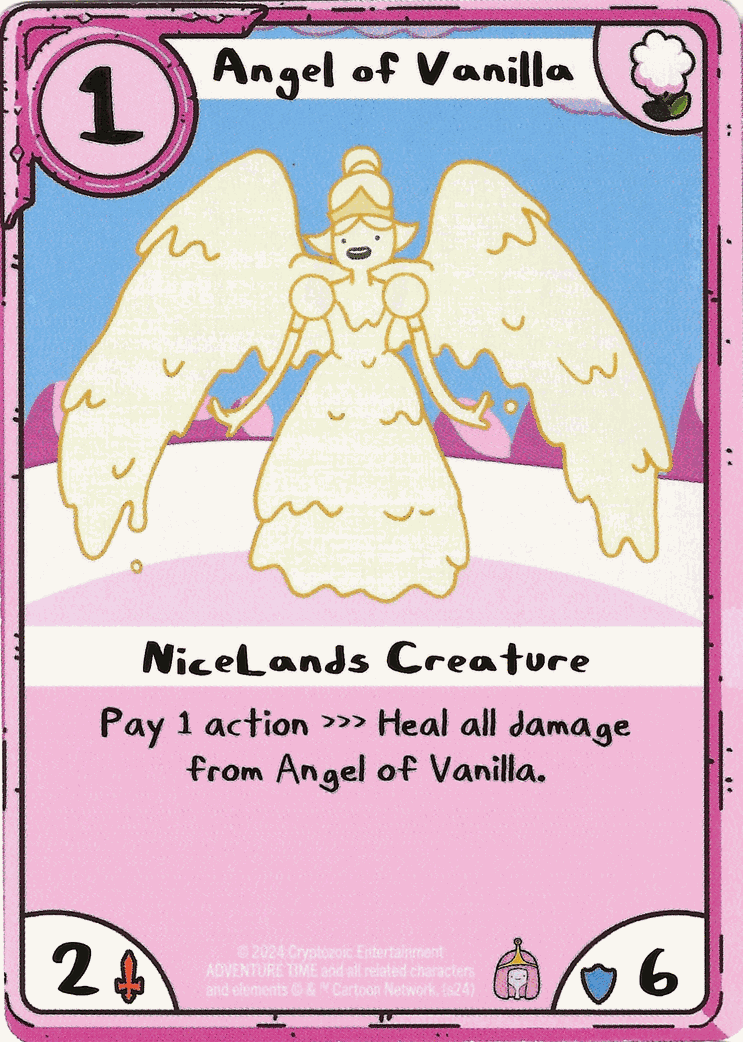 1
Angel of Vanilla
NiceLands Creature
Pay 1 action >>> Heal all damage
from Angel of Vanilla.
2
© 2024 Cryptozoic Entertainment
ADVENTURE TIME and all related characters
and elements © & ™ Cartoon Network. (s24)
6